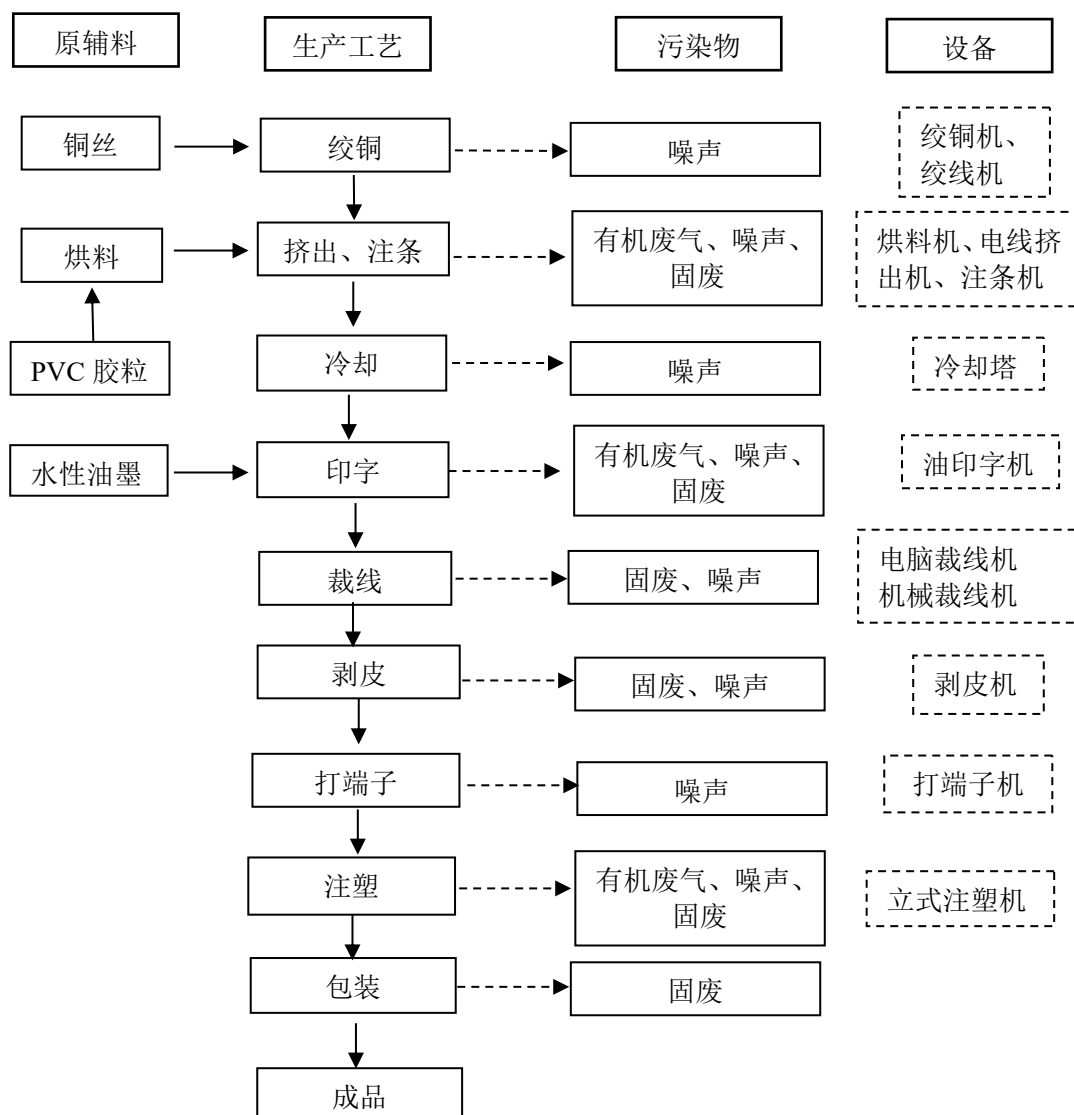 原辅料
生产工艺
污染物
设备
铜丝
绞铜
噪声
绞铜机、
绞线机
烘料
挤出、注条
有机废气、噪声、
固废
烘料机、电线挤
出机、注条机
PVC 胶粒
冷却
噪声
冷却塔
水性油墨
印字
有机废气、噪声、
固废
油印字机
裁线
固废、噪声
电脑裁线机
机械裁线机
剥皮
固废、噪声
剥皮机
打端子
噪声
打端子机
注塑
有机废气、噪声、
固废
立式注塑机
包装
固废
成品